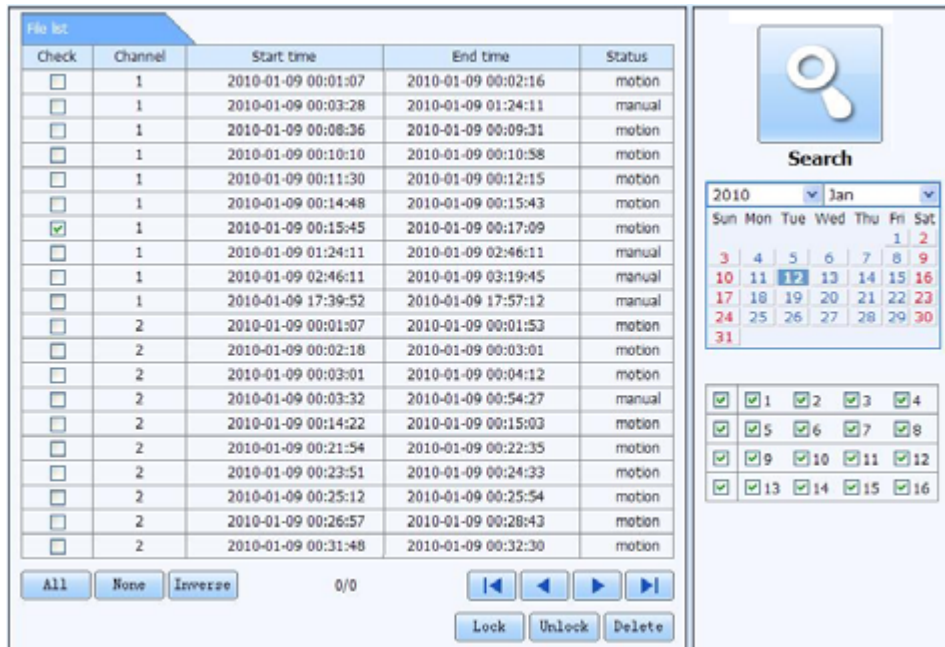 File list
Check Channel Start time End time Status
1 2010-01-09 00:01:07 2010-01-09 00:02:16 motion
1 2010-01-09 00:03:28 2010-01-09 01:24:11 manual
1 2010-01-09 00:08:36 2010-01-09 00:09:31 motion
1 2010-01-09 00:10:10 2010-01-09 00:10:58 motion
1 2010-01-09 00:11:30 2010-01-09 00:12:15 motion
1 2010-01-09 00:14:48 2010-01-09 00:15:43 motion
1 2010-01-09 00:15:45 2010-01-09 00:17:09 motion
1 2010-01-09 01:24:11 2010-01-09 02:46:11 manual
1 2010-01-09 02:46:11 2010-01-09 03:19:45 manual
1 2010-01-09 17:39:52 2010-01-09 17:57:12 manual
2 2010-01-09 00:01:07 2010-01-09 00:01:53 motion
2 2010-01-09 00:02:18 2010-01-09 00:03:01 motion
2 2010-01-09 00:03:01 2010-01-09 00:04:12 motion
2 2010-01-09 00:03:32 2010-01-09 00:54:27 manual
2 2010-01-09 00:14:22 2010-01-09 00:15:03 motion
2 2010-01-09 00:21:54 2010-01-09 00:22:35 motion
2 2010-01-09 00:23:51 2010-01-09 00:24:33 motion
2 2010-01-09 00:25:12 2010-01-09 00:25:54 motion
2 2010-01-09 00:26:57 2010-01-09 00:28:43 motion
2 2010-01-09 00:31:48 2010-01-09 00:32:30 motion
All None Inverse 0/0
Lock Unlock Delete
Search
2010 Jan
Sun Mon Tue Wed Thu Fri Sat
1 2
3 4 5 6 7 8 9
10 11 12 13 14 15 16
17 18 19 20 21 22 23
24 25 26 27 28 29 30
31
1 2 3 4
5 6 7 8
9 10 11 12
13 14 15 16